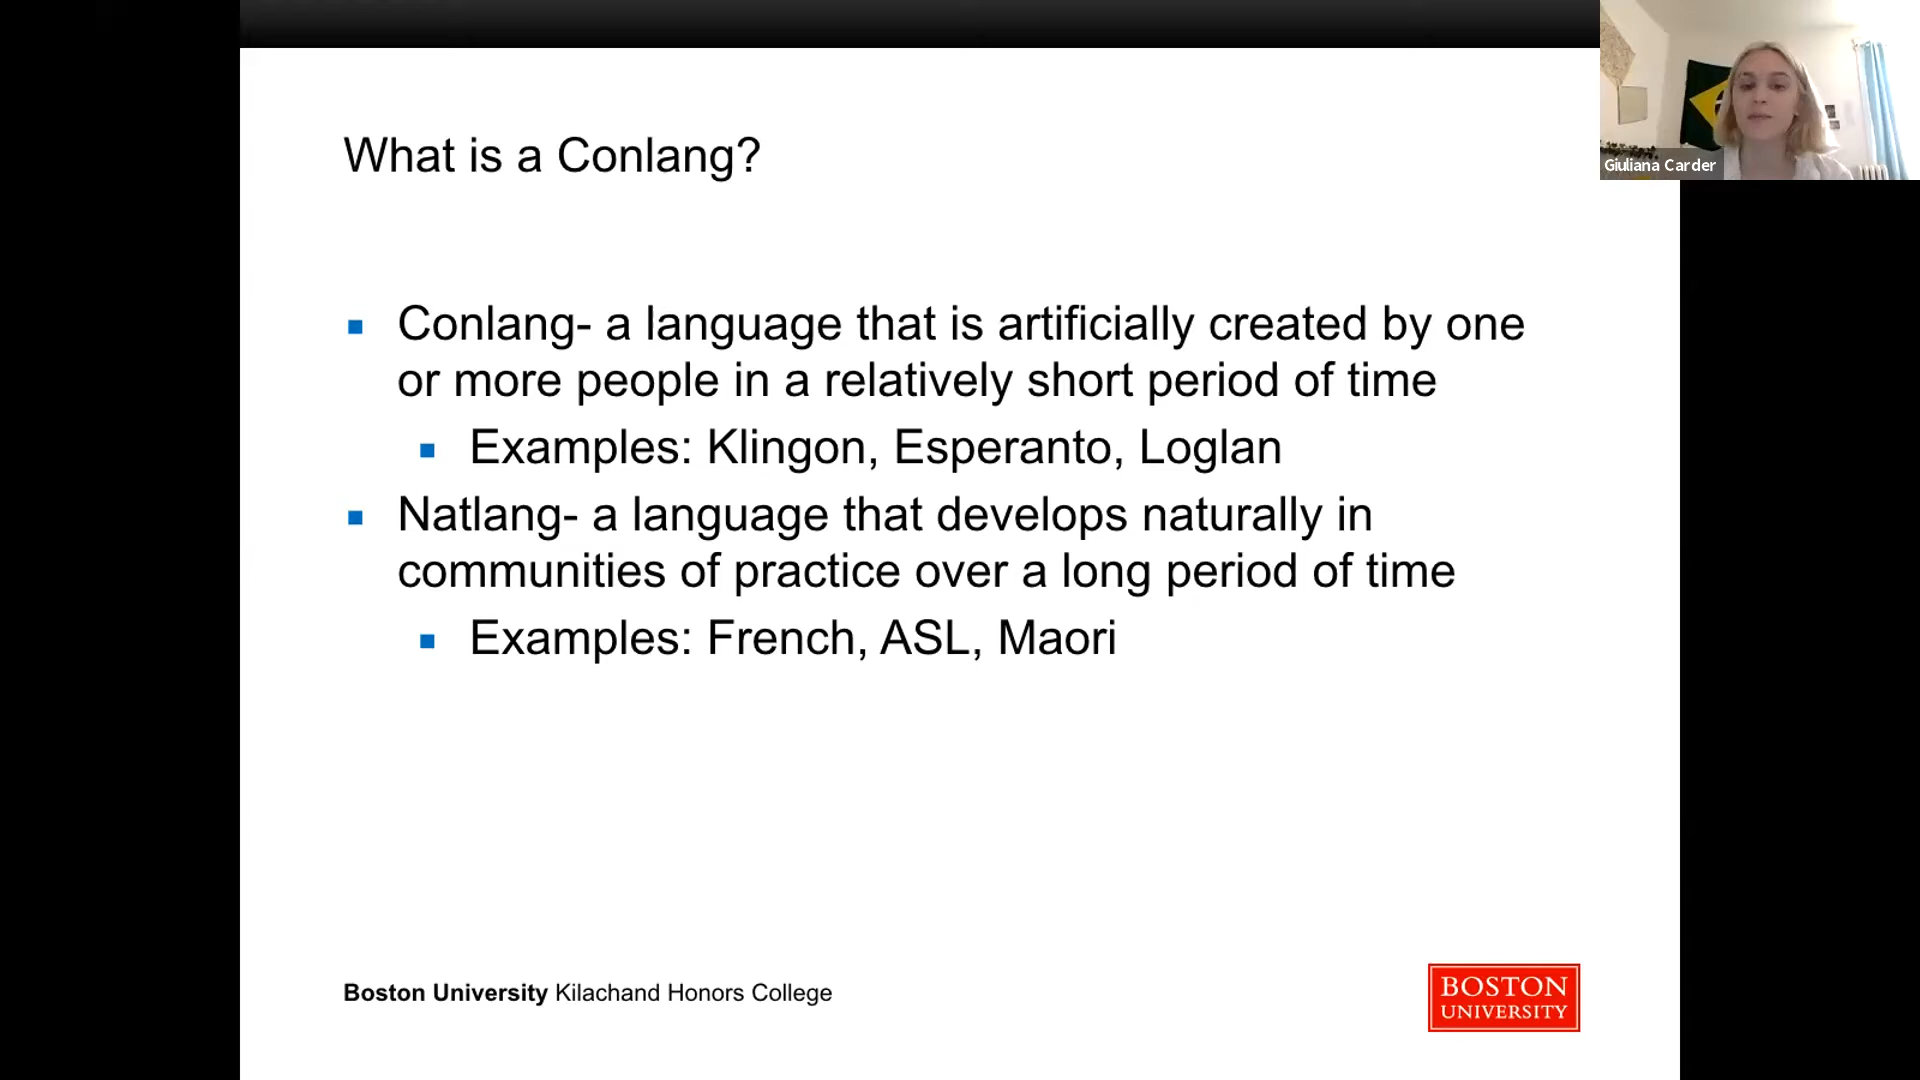 What is a Conlang?
Giuliana Carder
Conlang- a language that is artificially created by one
or more people in a relatively short period of time
Examples: Klingon, Esperanto, Loglan
Natlang- a language that develops naturally in
communities of practice over a long period of time
Examples: French, ASL, Maori
Boston University Kilachand Honors College
BOSTON
UNIVERSITY